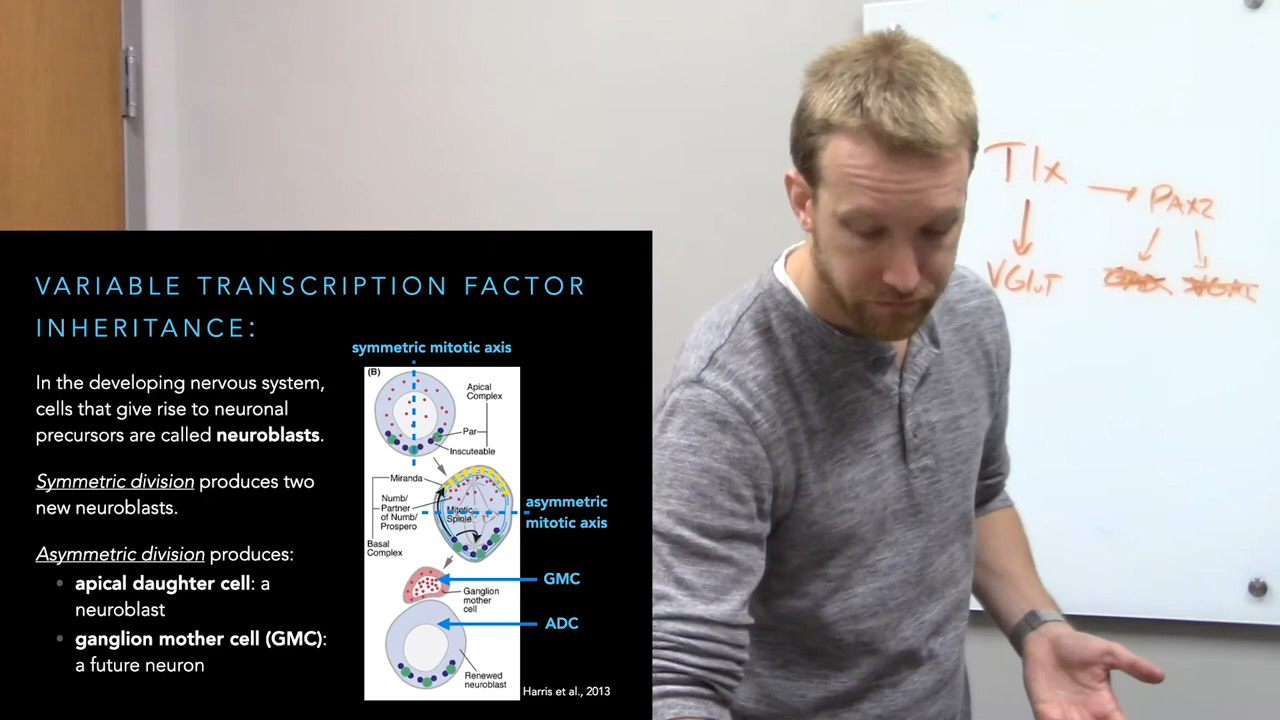 VARIABLE TRANSCRIPTION FACTOR
INHERITANCE:
In the developing nervous system,
cells that give rise to neuronal
precursors are called neuroblasts.
Symmetric division produces two
new neuroblasts.
Asymmetric division produces:
• apical daughter cell: a
neuroblast
• ganglion mother cell (GMC):
a future neuron
symmetric mitotic axis
(B)
Apical
Complex
Par
Inscuteable
Miranda
Numb/
Partner
of Numb/
Prospero
Mitotic
Spindle
Basal
Complex
asymmetric
mitotic axis
GMC
Ganglion
mother
cell
ADC
Renewed
neuroblast
Harris et al., 2013
Tlx → PAX2
VGluT